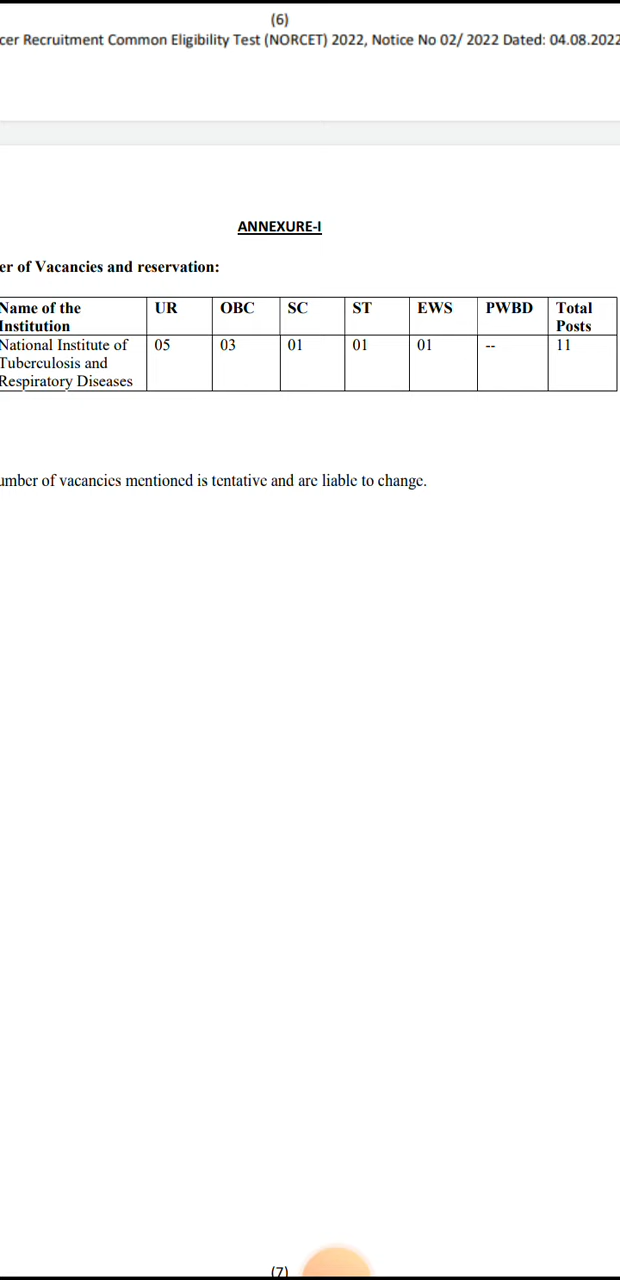 (6)
cer Recruitment Common Eligibility Test (NORCET) 2022, Notice No 02/ 2022 Dated: 04.08.2022
ANNEXURE-I
er of Vacancies and reservation:
Name of the Institution UR OBC SC ST EWS PWBD Total Posts
National Institute of Tuberculosis and Respiratory Diseases 05 03 01 01 01 -- 11
umber of vacancies mentioned is tentative and are liable to change.
(7)